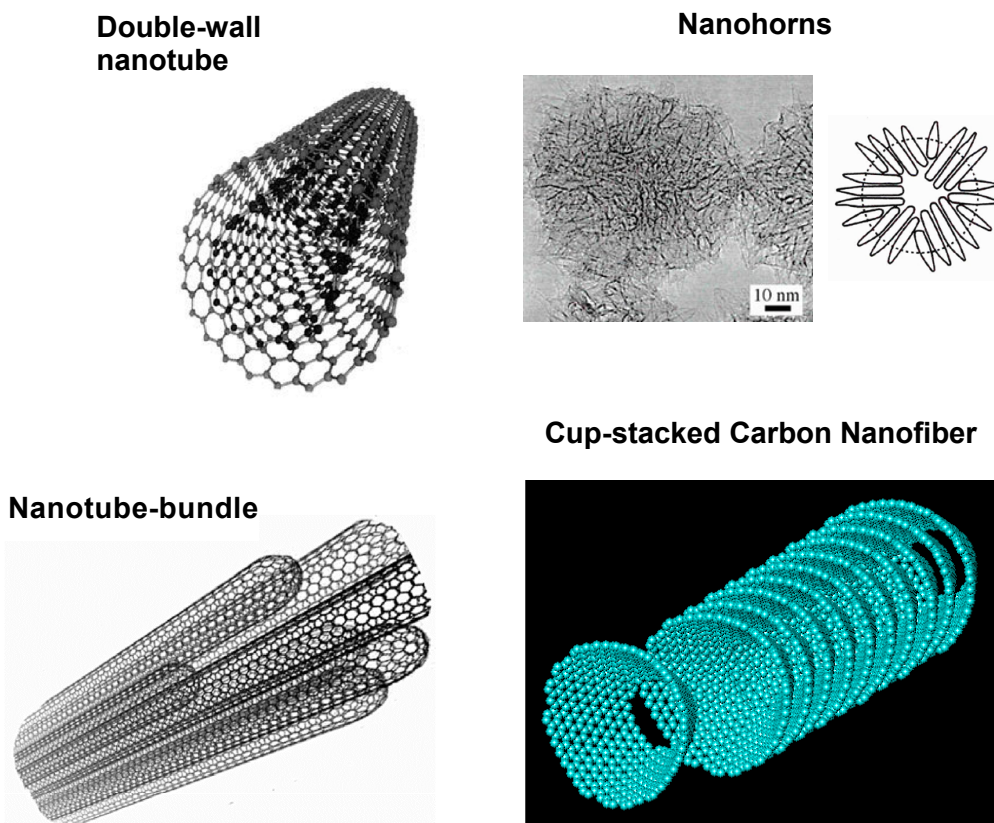 Double-wall
nanotube
Nanohorns
10 nm
Cup-stacked Carbon Nanofiber
Nanotube-bundle